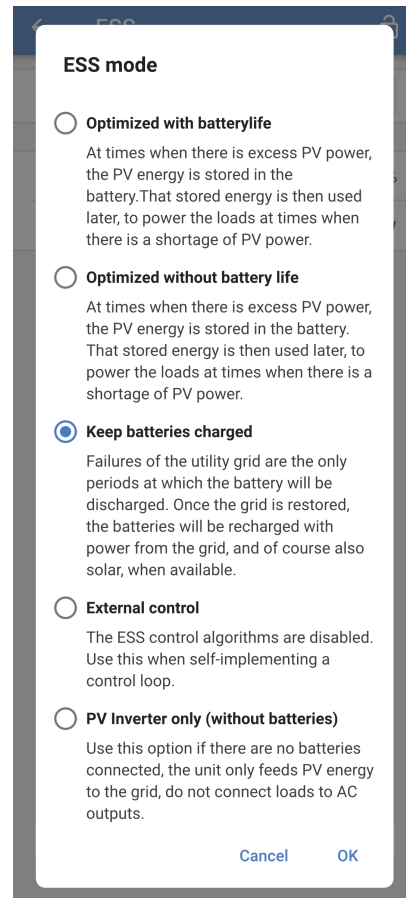 ESS
ESS mode
Optimized with batterylife
At times when there is excess PV power,
the PV energy is stored in the
battery.That stored energy is then used
later, to power the loads at times when
there is a shortage of PV power.
Optimized without battery life
At times when there is excess PV power,
the PV energy is stored in the battery.
That stored energy is then used later, to
power the loads at times when there is a
shortage of PV power.
Keep batteries charged
Failures of the utility grid are the only
periods at which the battery will be
discharged. Once the grid is restored,
the batteries will be recharged with
power from the grid, and of course also
solar, when available.
External control
The ESS control algorithms are disabled.
Use this when self-implementing a
control loop.
PV Inverter only (without batteries)
Use this option if there are no batteries
connected, the unit only feeds PV energy
to the grid, do not connect loads to AC
outputs.
Cancel OK